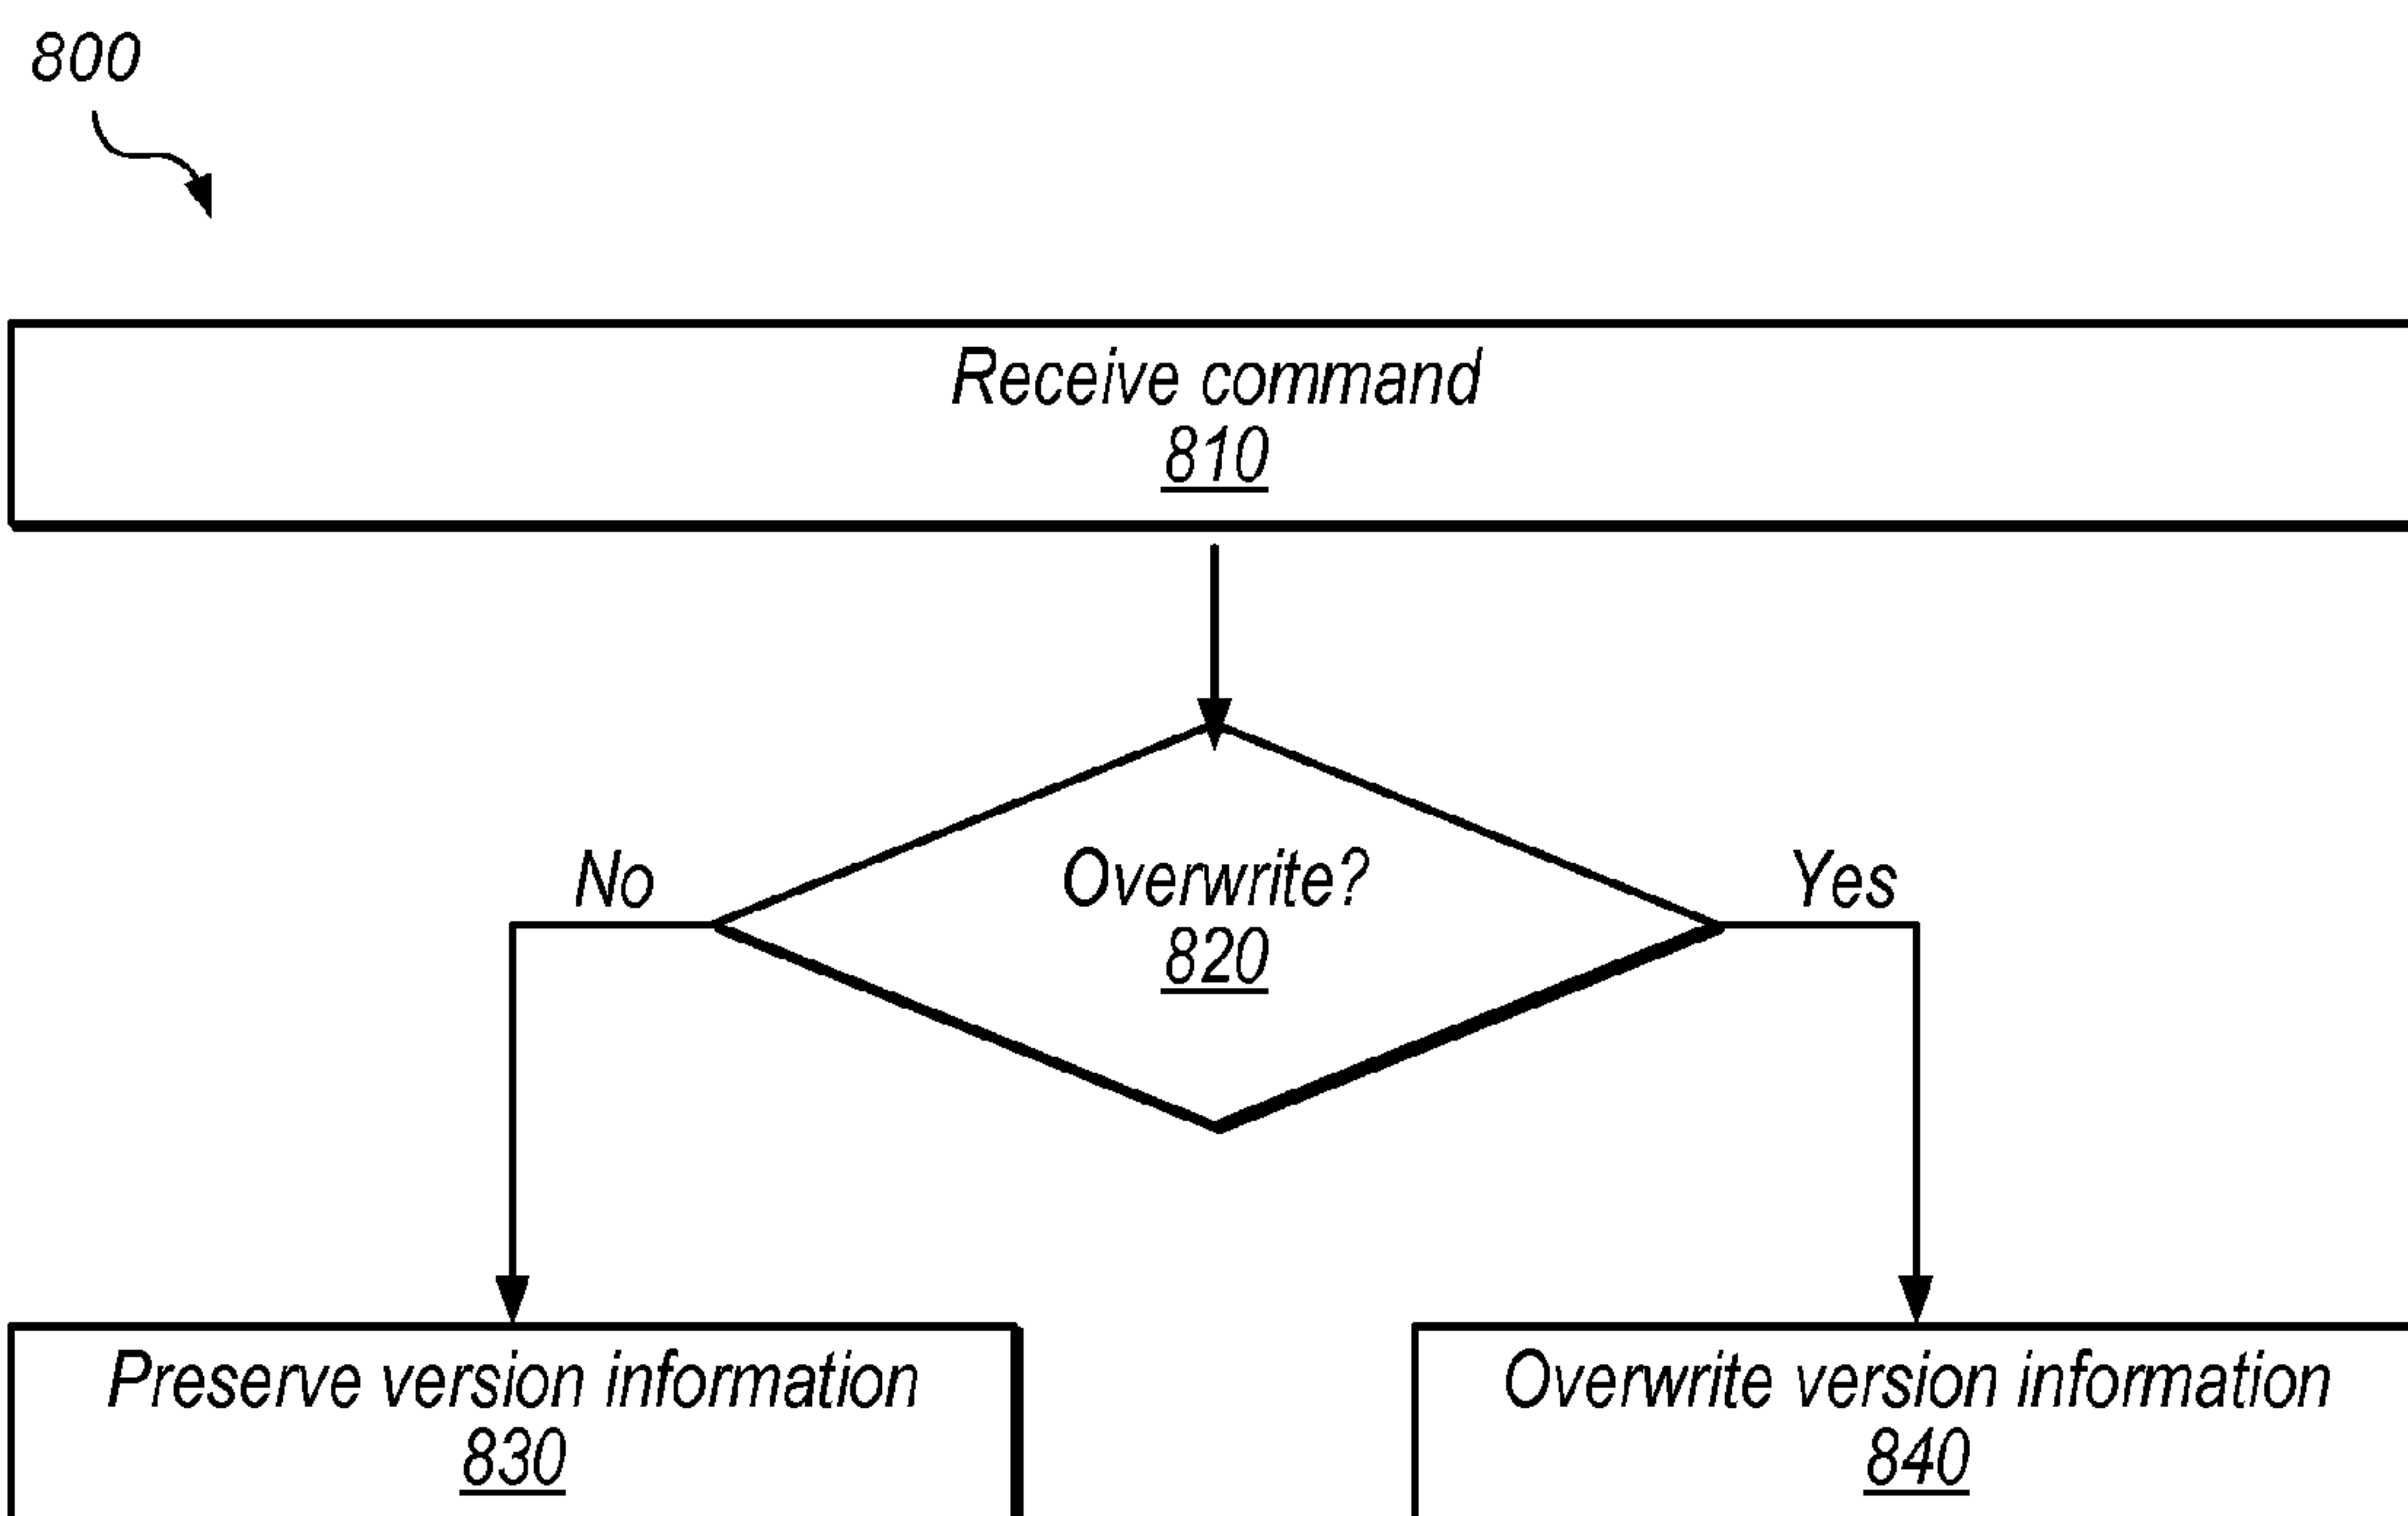 800
Receive command
810
Overwrite?
820
No
Yes
Preserve version information
830
Overwrite version information
840